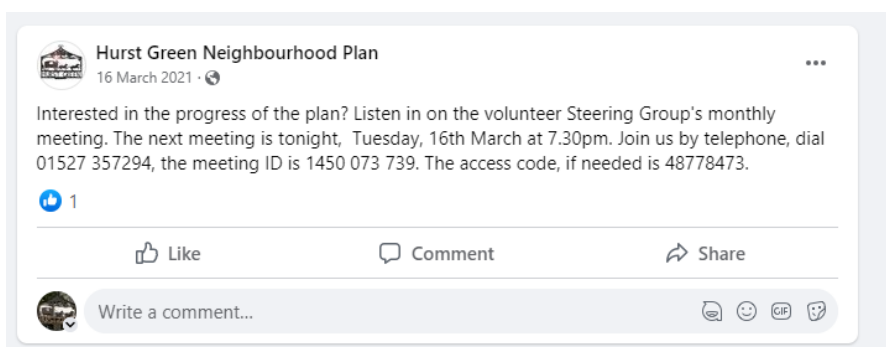 Hurst Green Neighbourhood Plan
16 March 2021 ·
Interested in the progress of the plan? Listen in on the volunteer Steering Group's monthly
meeting. The next meeting is tonight, Tuesday, 16th March at 7.30pm. Join us by telephone, dial
01527 357294, the meeting ID is 1450 073 739. The access code, if needed is 48778473.
1
Like Comment Share
Write a comment...
GIF
HURST GREEN